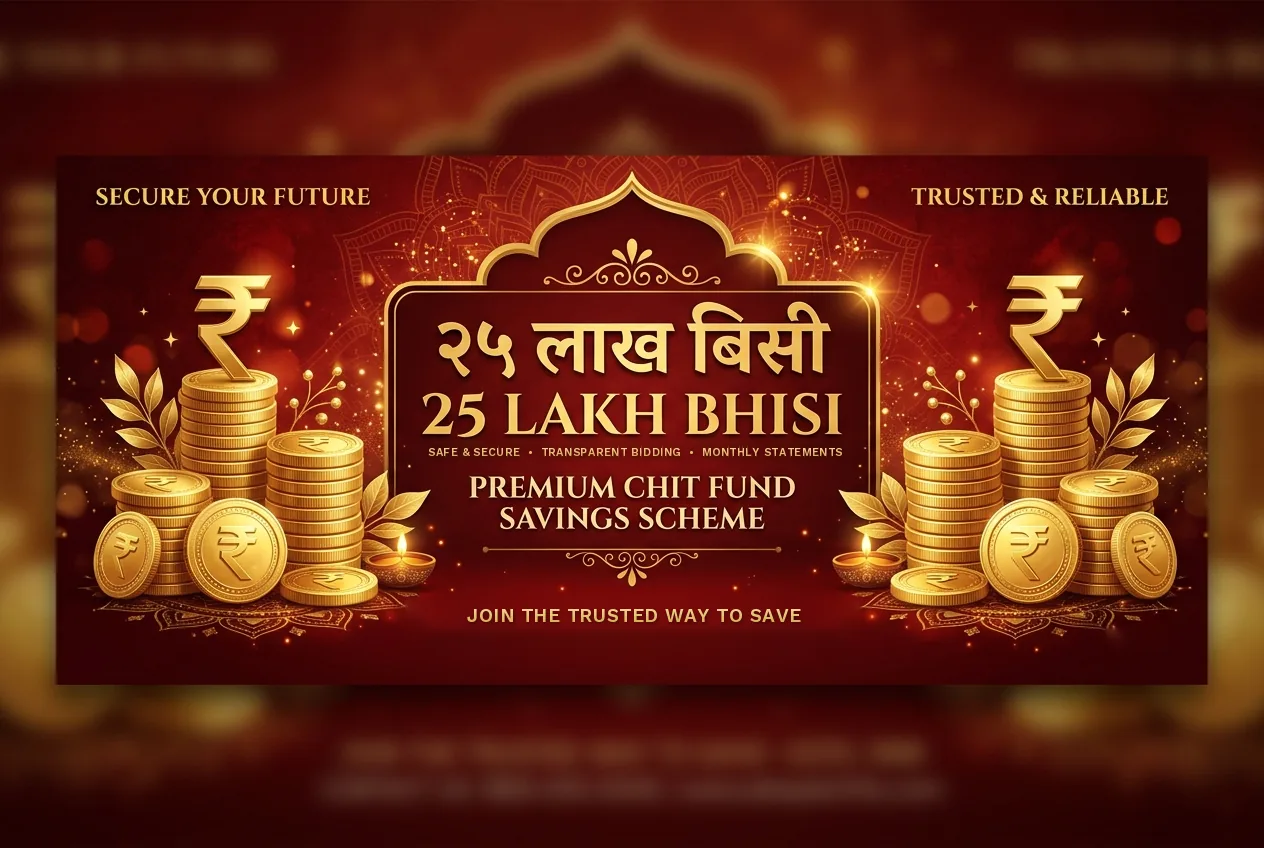 SECURE YOUR FUTURE
TRUSTED & RELIABLE
₹
₹
२५ लाख बिसी
25 LAKH BHISI
SAFE & SECURE • TRANSPARENT BIDDING • MONTHLY STATEMENTS
PREMIUM CHIT FUND
SAVINGS SCHEME
JOIN THE TRUSTED WAY TO SAVE